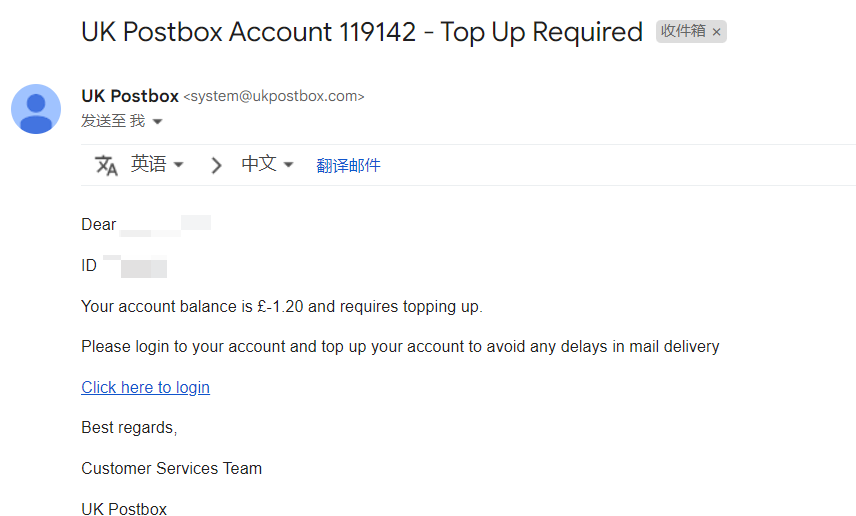 UK Postbox Account 119142 - Top Up Required 收件箱 ×
UK Postbox <system@ukpostbox.com>
发送至 我
英语 > 中文 翻译邮件
Dear
ID
Your account balance is £-1.20 and requires topping up.
Please login to your account and top up your account to avoid any delays in mail delivery
Click here to login
Best regards,
Customer Services Team
UK Postbox